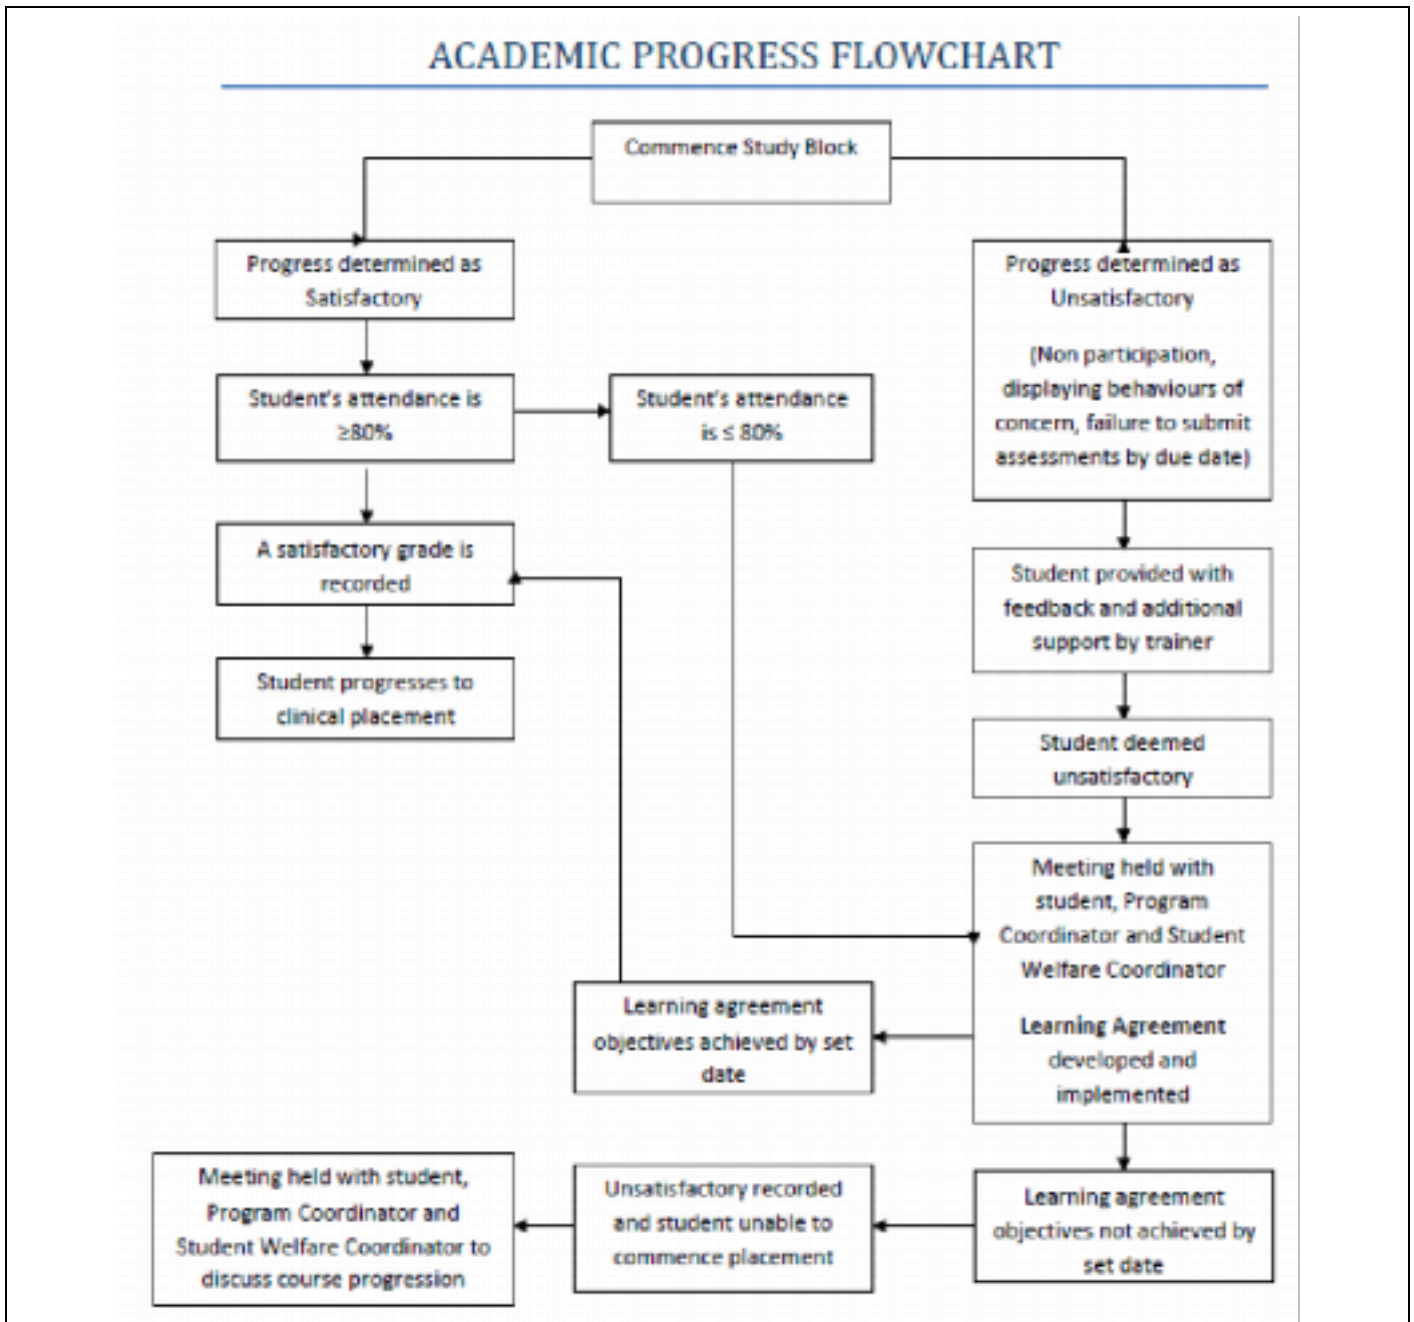 ACADEMIC PROGRESS FLOWCHART
Commence Study Block
Progress determined as
Satisfactory
Progress determined as
Unsatisfactory
(Non participation,
displaying behaviours of
concern, failure to submit
assessments by due date)
Student's attendance is
≥80%
Student's attendance
is ≤ 80%
A satisfactory grade is
recorded
Student provided with
feedback and additional
support by trainer
Student progresses to
clinical placement
Student deemed
unsatisfactory
Meeting held with
student, Program
Coordinator and Student
Welfare Coordinator
Learning Agreement
developed and
implemented
Learning agreement
objectives achieved by set
date
Meeting held with student,
Program Coordinator and
Student Welfare Coordinator to
discuss course progression
Unsatisfactory recorded
and student unable to
commence placement
Learning agreement
objectives not achieved by
set date